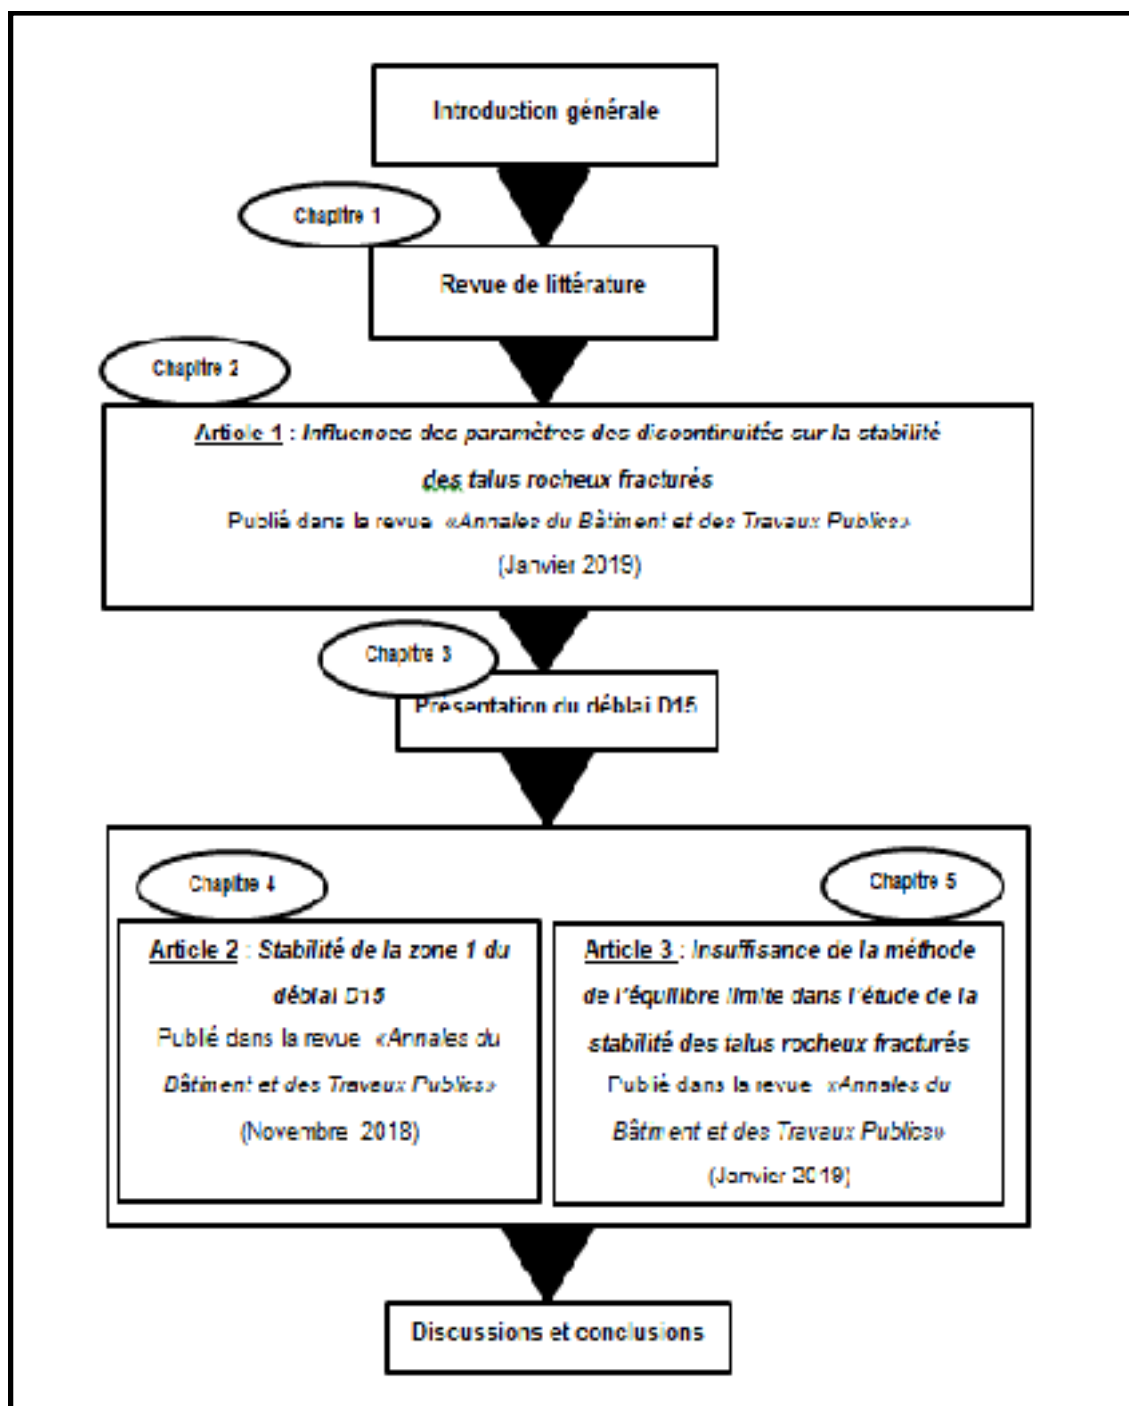 Introduction générale
Chapitre 1
Revue de littérature
Chapitre 2
Article 1 : Influences des paramètres des discontinuités sur la stabilité
des talus rocheux fracturés
Publié dans la revue «Annales du Bâtiment et des Travaux Publics»
(Janvier 2019)
Chapitre 3
Présentation du déblai D15
Chapitre 4
Article 2 : Stabilité de la zone 1 du
déblai D15
Publié dans la revue «Annales du
Bâtiment et des Travaux Publics»
(Novembre 2018)
Chapitre 5
Article 3 : Insuffisance de la méthode
de l'équilibre limite dans l'étude de la
stabilité des talus rocheux fracturés
Publié dans la revue «Annales du
Bâtiment et des Travaux Publics»
(Janvier 2019)
Discussions et conclusions